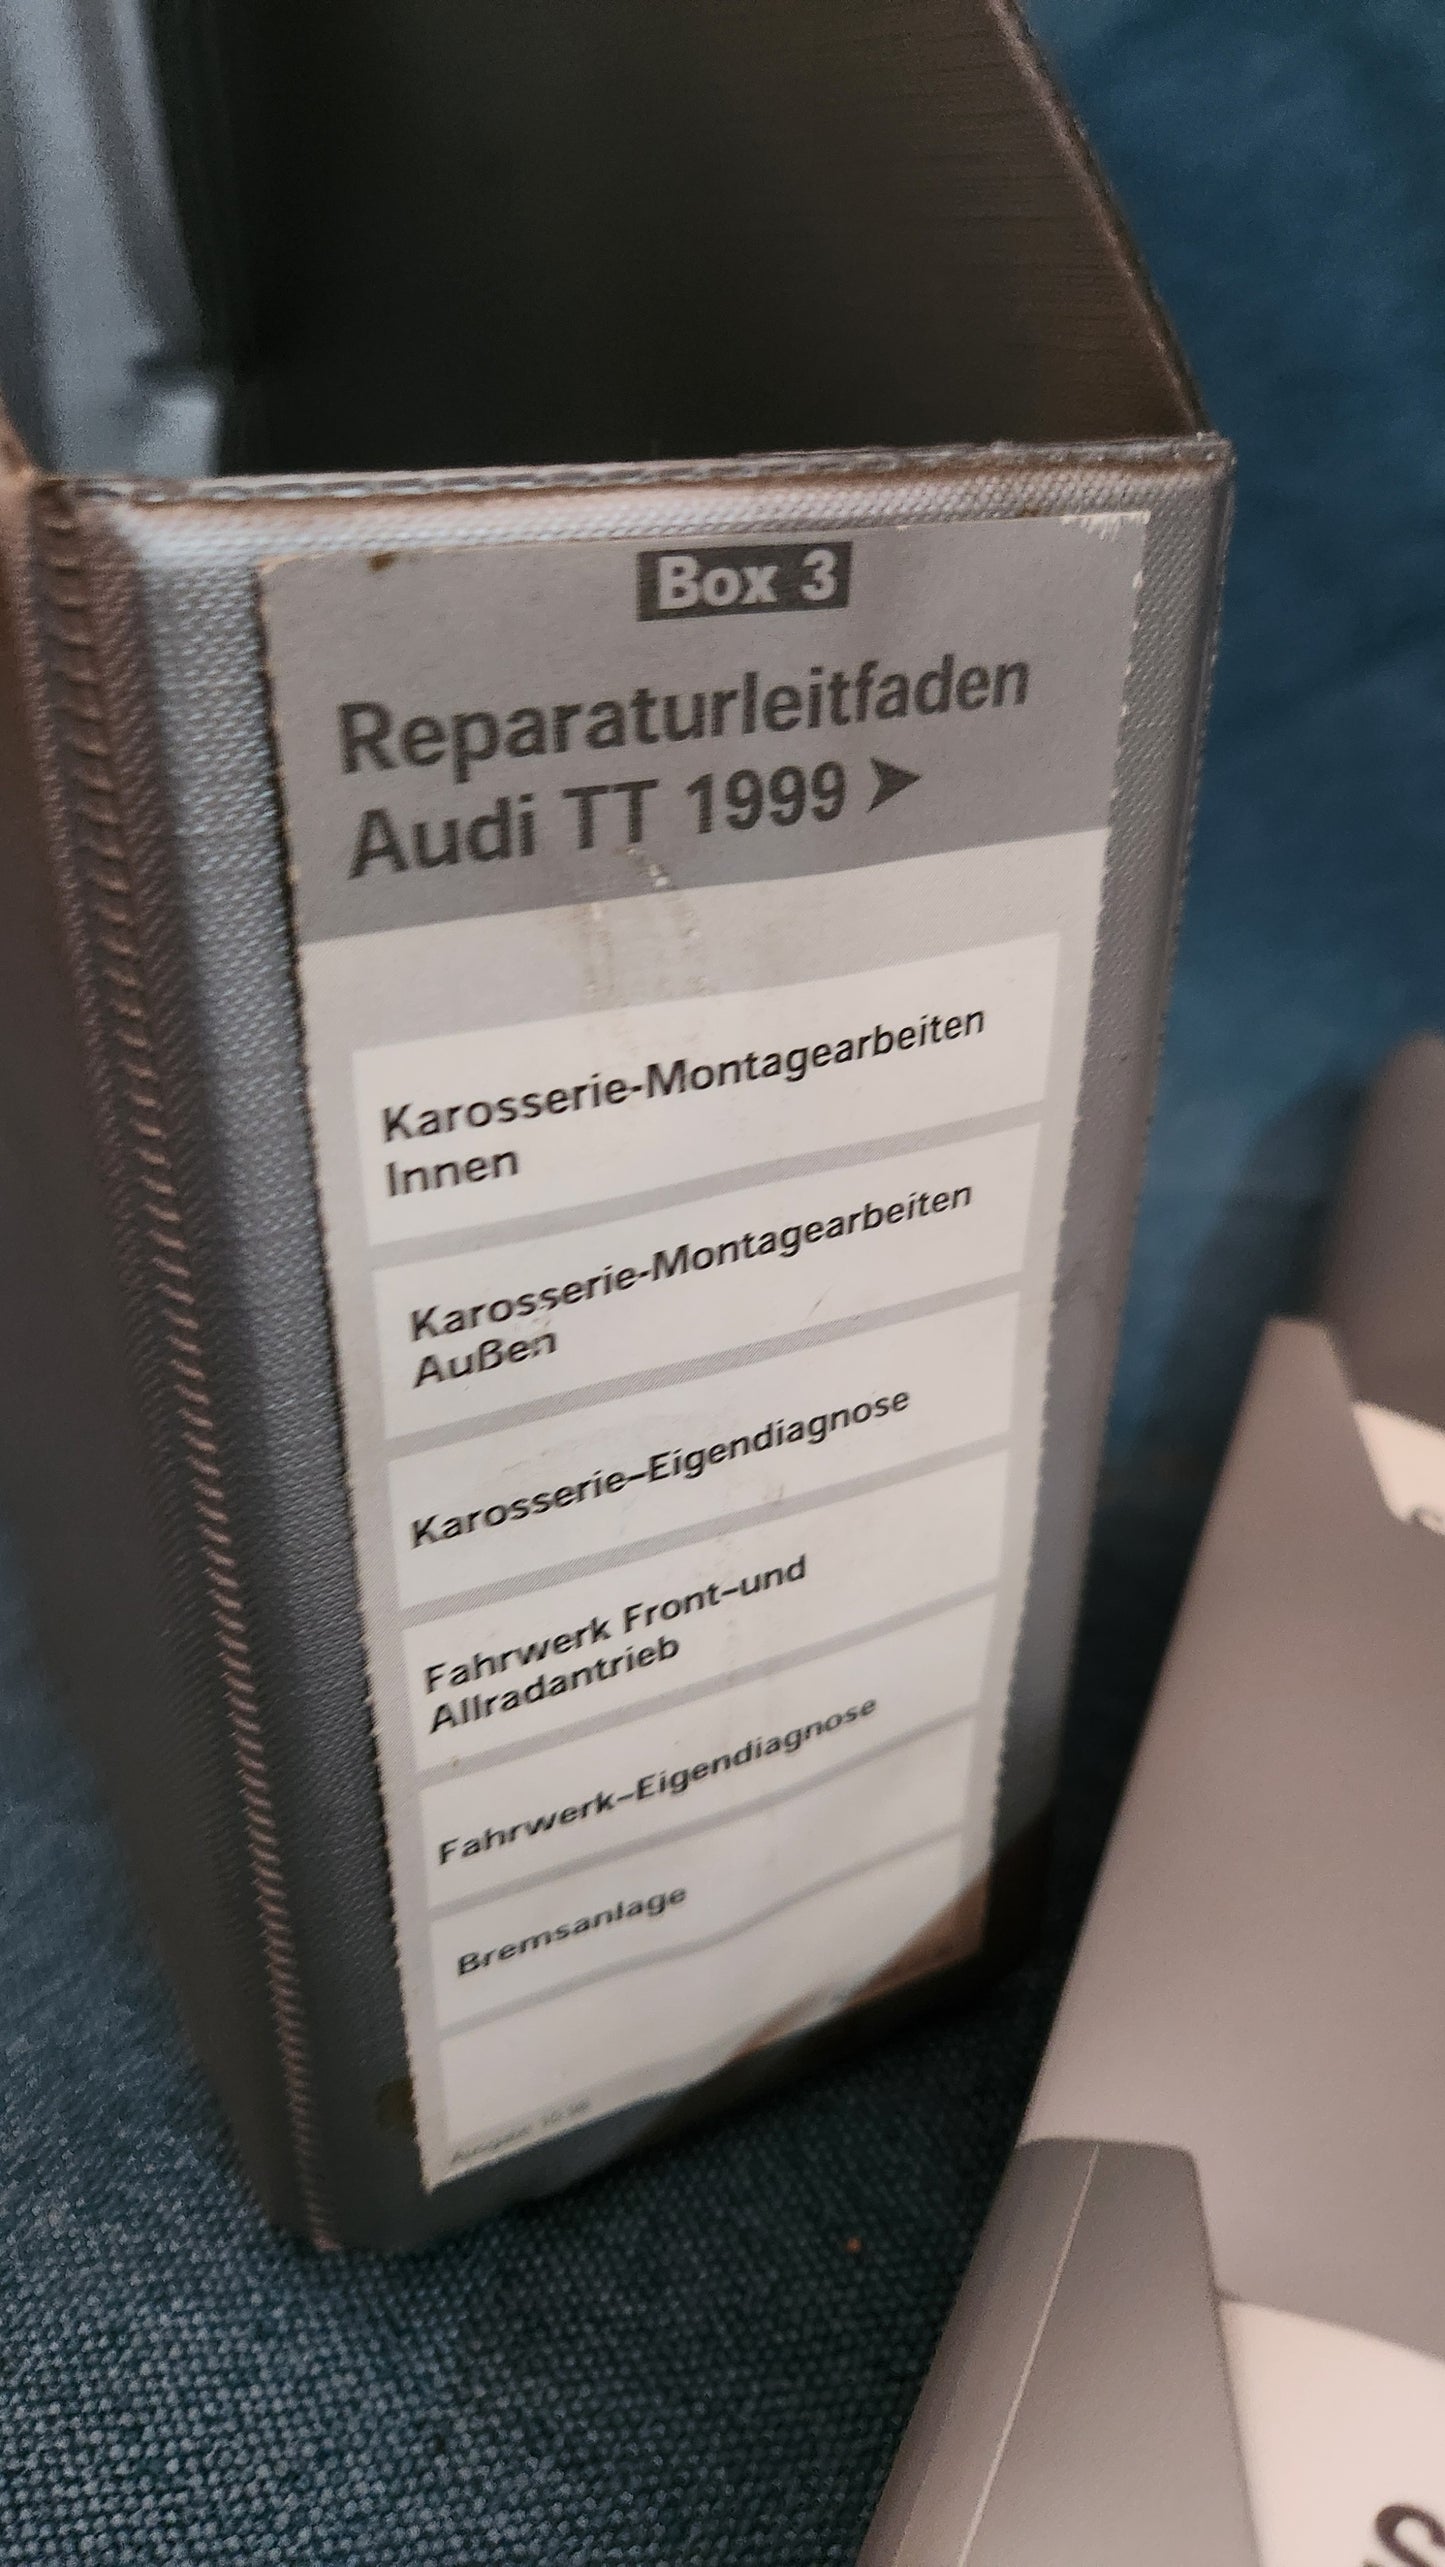 Box 3
Reparaturleitfaden
Audi TT 1999 ➤
Karosserie-Montagearbeiten
Innen
Karosserie-Montagearbeiten
Außen
Karosserie-Eigendiagnose
Fahrwerk Front-und
Allradantrieb
Fahrwerk-Eigendiagnose
Bremsanlage